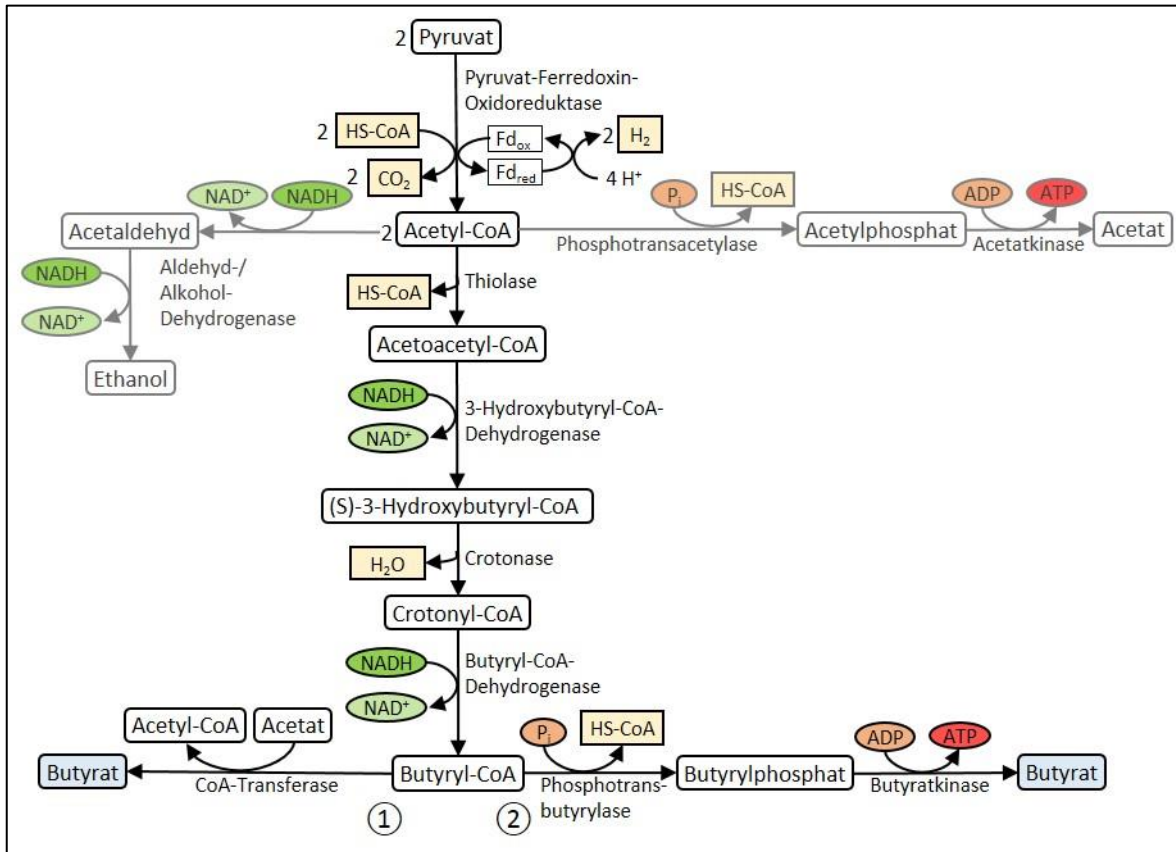 2 Pyruvat
Pyruvat-Ferredoxin-
Oxidoreduktase
2 HS-CoA
Fdox
2 H2
2 CO2
Fdred
4 H+
NAD+
NADH
Pi
HS-CoA
ADP
ATP
Acetaldehyd
2 Acetyl-CoA
Phosphotransacetylase
Acetylphosphat
Acetatkinase
Acetat
NADH
NAD+
Aldehyd-/
Alkohol-
Dehydrogenase
Ethanol
HS-CoA
Thiolase
Acetoacetyl-CoA
NADH
NAD+
3-Hydroxybutyryl-CoA-
Dehydrogenase
(S)-3-Hydroxybutyryl-CoA
H2O
Crotonase
Crotonyl-CoA
NADH
NAD+
Butyryl-CoA-
Dehydrogenase
Acetyl-CoA
Acetat
Pi
HS-CoA
ADP
ATP
Butyrat
CoA-Transferase
Butyryl-CoA
Phosphotrans-
butyrylase
Butyrylphosphat
Butyratkinase
Butyrat
1
2